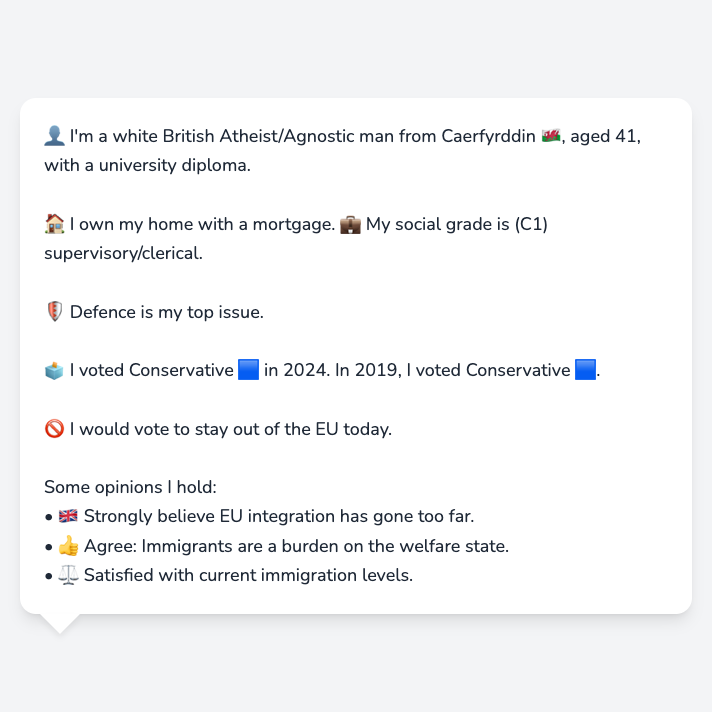 👤 I'm a white British Atheist/Agnostic man from Caerfyrddin 🏴󠁧󠁢󠁷󠁬󠁳󠁿, aged 41,
with a university diploma.
🏠 I own my home with a mortgage. 💼 My social grade is (C1)
supervisory/clerical.
🛡️ Defence is my top issue.
🗳️ I voted Conservative 🟦 in 2024. In 2019, I voted Conservative 🟦.
🚫 I would vote to stay out of the EU today.
Some opinions I hold:
• 🇬🇧 Strongly believe EU integration has gone too far.
• 👍 Agree: Immigrants are a burden on the welfare state.
• ⚖️ Satisfied with current immigration levels.